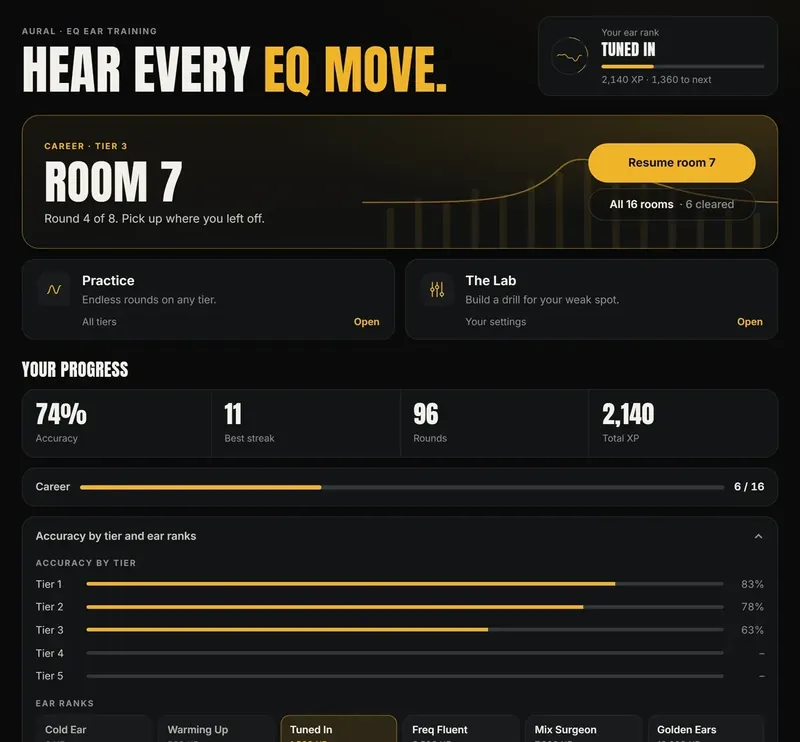 AURAL · EQ EAR TRAINING
HEAR EVERY EQ MOVE.
Your ear rank
TUNED IN
2,140 XP · 1,360 to next
CAREER · TIER 3
ROOM 7
Round 4 of 8. Pick up where you left off.
Resume room 7
All 16 rooms · 6 cleared
Practice
Endless rounds on any tier.
All tiers
Open
The Lab
Build a drill for your weak spot.
Your settings
Open
YOUR PROGRESS
74%
Accuracy
11
Best streak
96
Rounds
2,140
Total XP
Career
6 / 16
Accuracy by tier and ear ranks
ACCURACY BY TIER
Tier 1 83%
Tier 2 78%
Tier 3 63%
Tier 4 –
Tier 5 –
EAR RANKS
Cold Ear
Warming Up
Tuned In
Freq Fluent
Mix Surgeon
Golden Ears